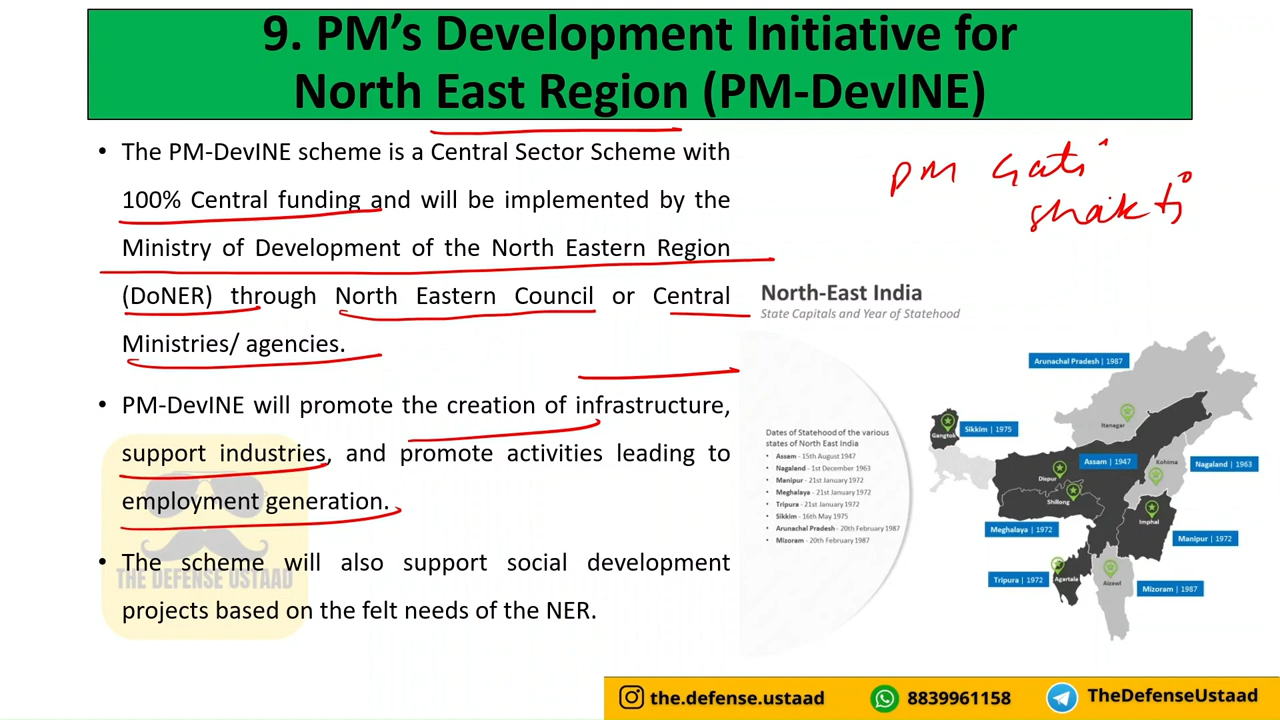 9. PM's Development Initiative for
North East Region (PM-DevINE)
• The PM-DevINE scheme is a Central Sector Scheme with
100% Central funding and will be implemented by the
Ministry of Development of the North Eastern Region
(DoNER) through North Eastern Council or Central
Ministries/ agencies.
• PM-DevINE will promote the creation of infrastructure,
support industries, and promote activities leading to
employment generation.
• The scheme will also support social development
projects based on the felt needs of the NER.
THE DEFENSE USTAAD
PM Gati
Shakti
North-East India
State Capitals and Year of Statehood
Dates of Statehood of the various
states of North East India
• Assam - 15th August 1947
• Nagaland - 1st December 1963
• Manipur - 21st January 1972
• Meghalaya - 21st January 1972
• Tripura - 21st January 1972
• Sikkim - 16th May 1975
• Arunachal Pradesh - 20th February 1987
• Mizoram - 20th February 1987
Arunachal Pradesh | 1987
Itanagar
Sikkim | 1975
Gangtok
Assam | 1947
Dispur
Kohima
Nagaland | 1963
Shillong
Meghalaya | 1972
Imphal
Manipur | 1972
Tripura | 1972
Agartala
Aizawl
Mizoram | 1987
the.defense.ustaad
8839961158
TheDefenseUstaad